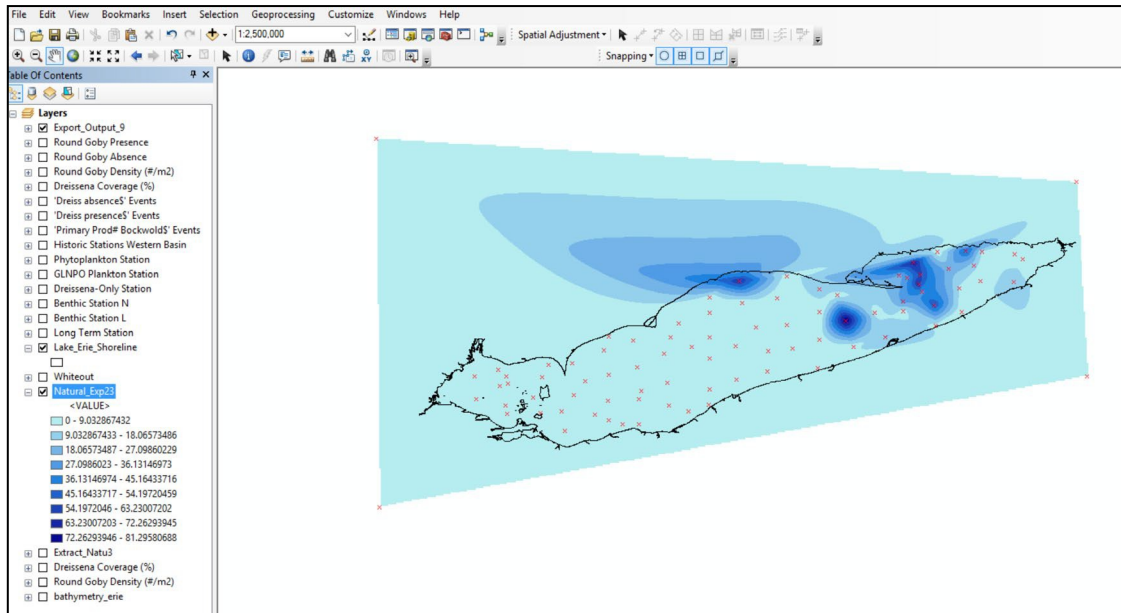 File Edit View Bookmarks Insert Selection Geoprocessing Customize Windows Help
1:2,500,000 Spatial Adjustment
Snapping
Table Of Contents
Layers
Export_Output_9
Round Goby Presence
Round Goby Absence
Round Goby Density (#/m2)
Dreissena Coverage (%)
'Dreiss absence$' Events
'Dreiss presence$' Events
'Primary Prod# Bockwold$' Events
Historic Stations Western Basin
Phytoplankton Station
GLNPO Plankton Station
Dreissena-Only Station
Benthic Station N
Benthic Station L
Long Term Station
Lake_Erie_Shoreline
Whiteout
Natural_Exp23
<VALUE>
0 - 9.032867432
9.032867433 - 18.06573486
18.06573487 - 27.09860229
27.0986023 - 36.13146973
36.13146974 - 45.16433716
45.16433717 - 54.19720459
54.1972046 - 63.23007202
63.23007203 - 72.26293945
72.26293946 - 81.29580688
Extract_Natu3
Dreissena Coverage (%)
Round Goby Density (#/m2)
bathymetry_erie